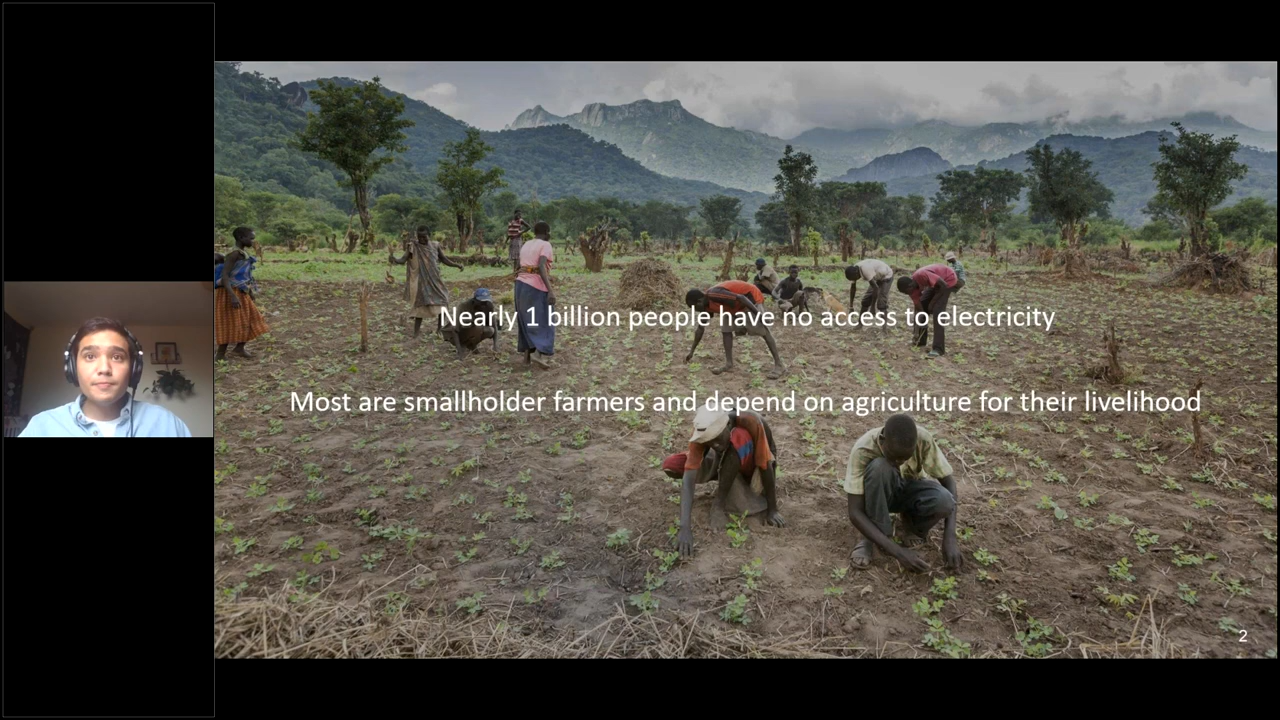 Nearly 1 billion people have no access to electricity
Most are smallholder farmers and depend on agriculture for their livelihood
2